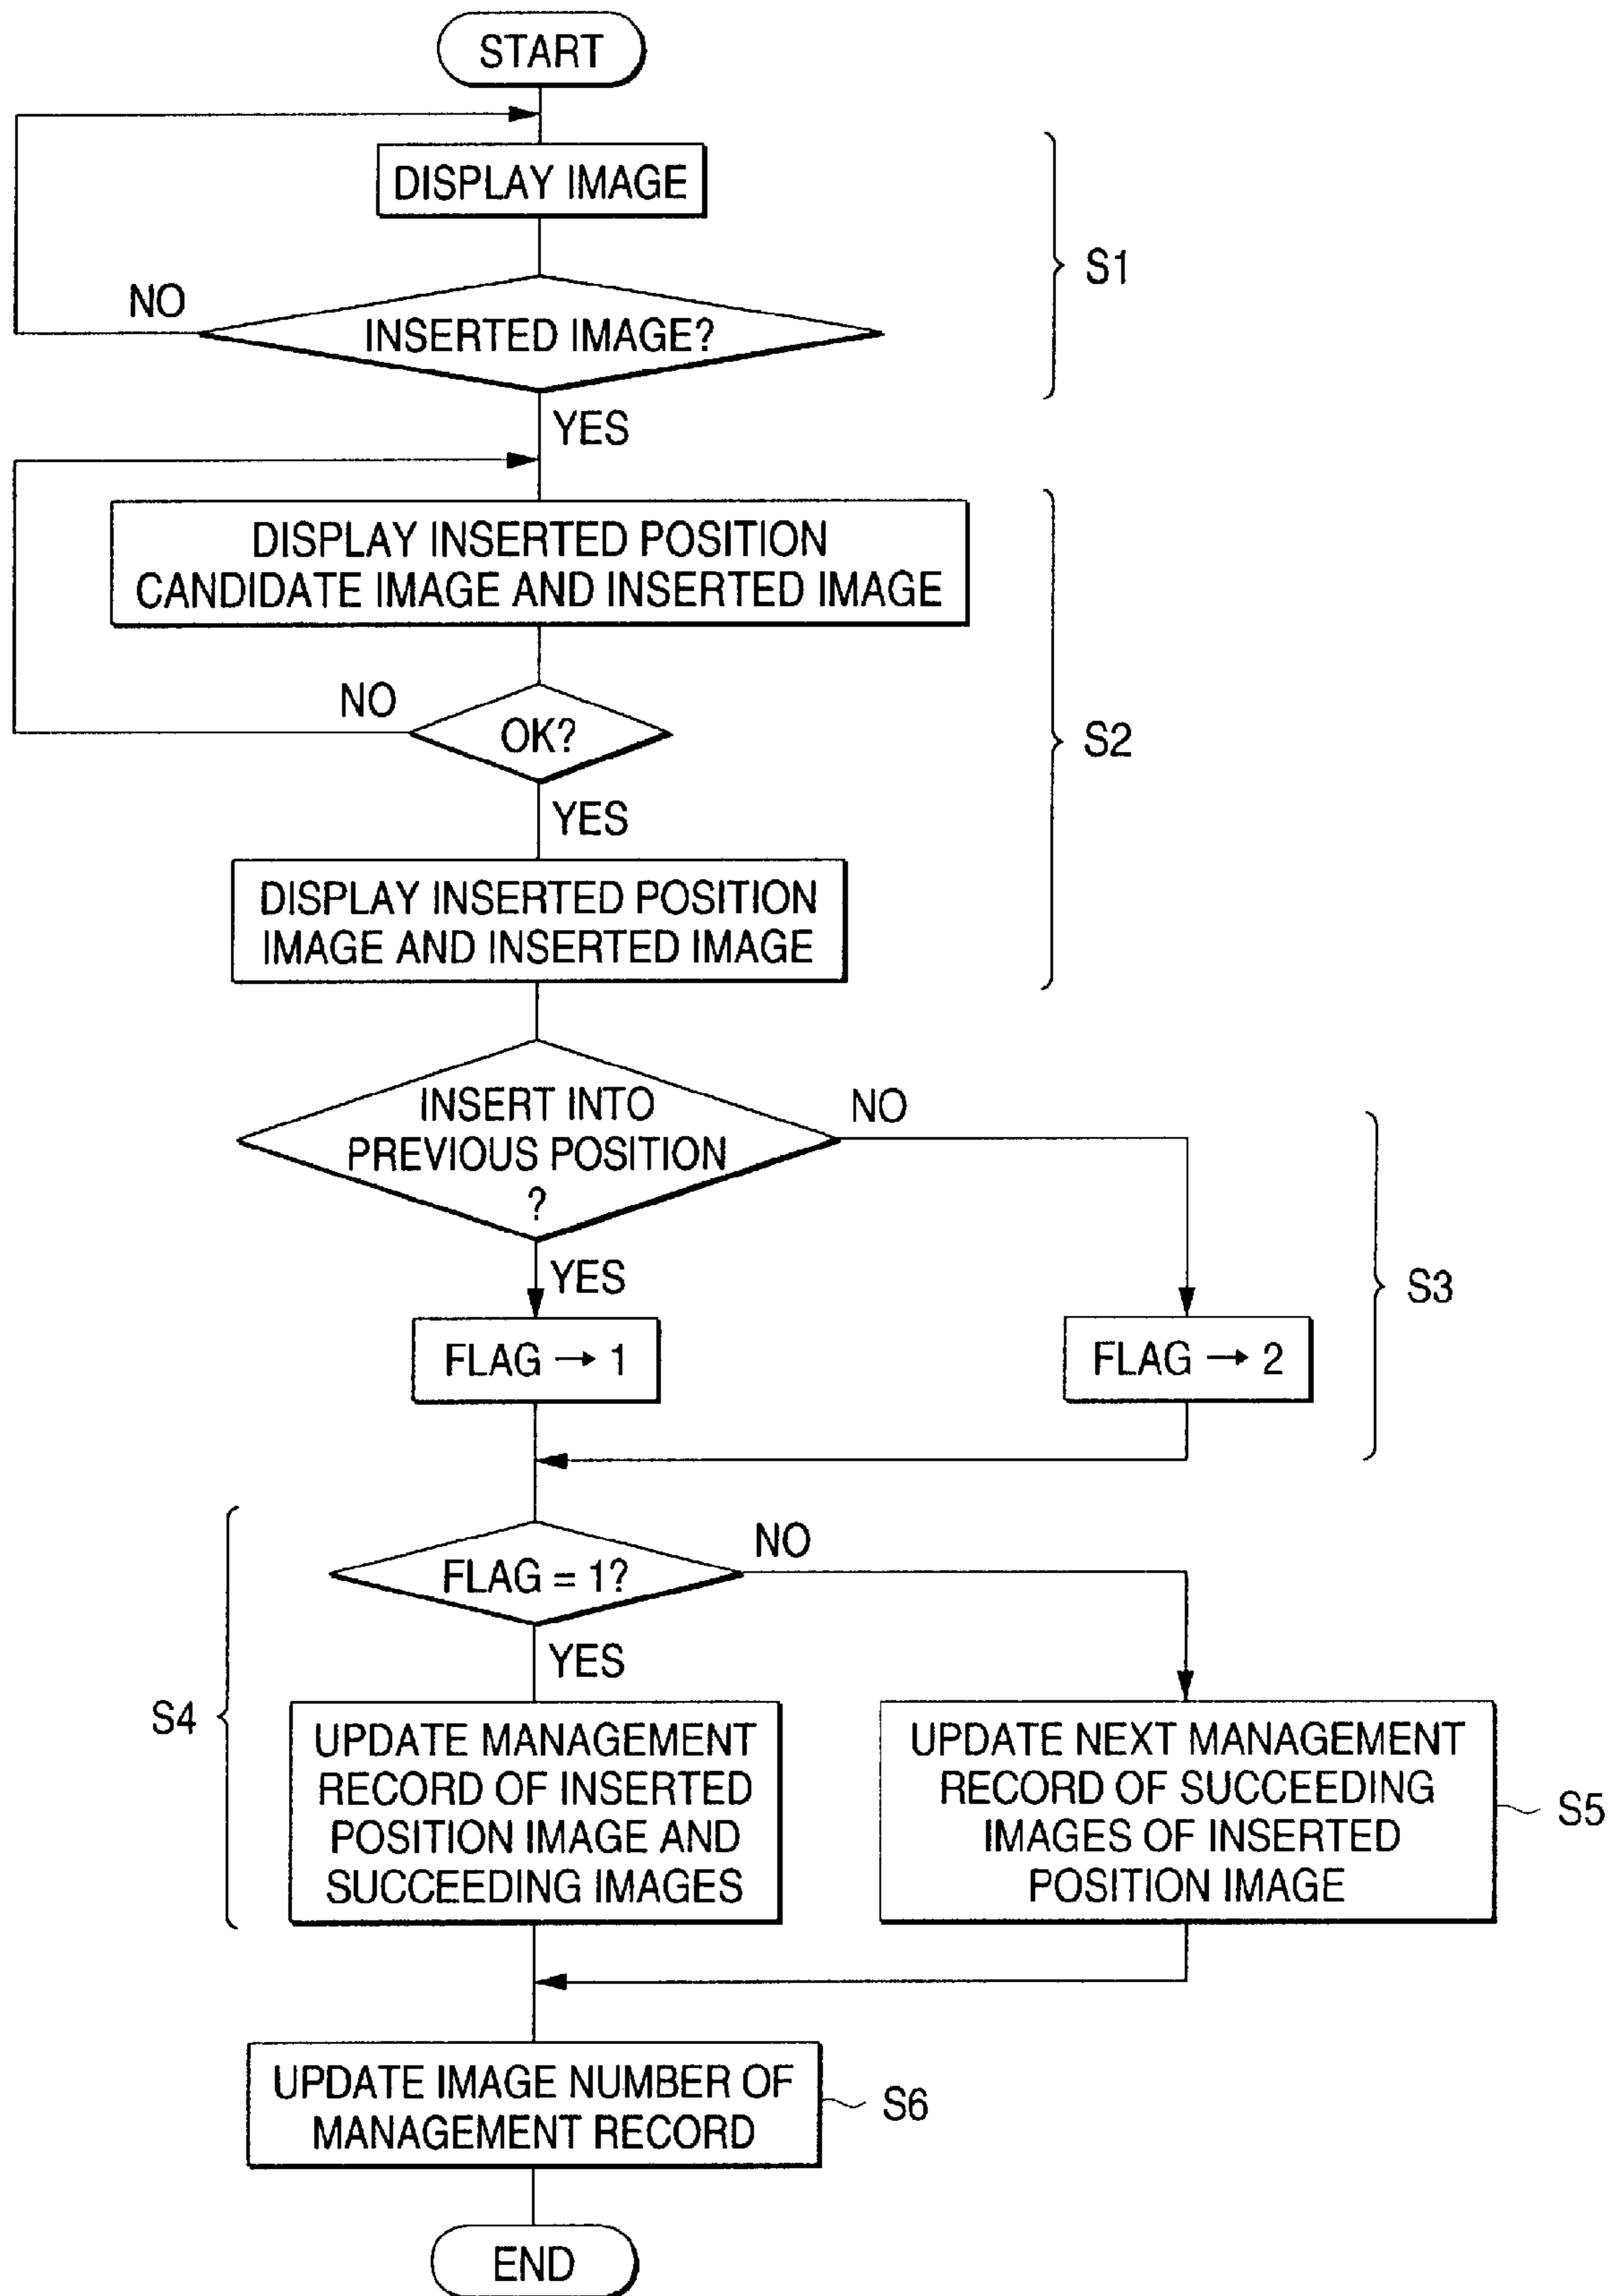 START
DISPLAY IMAGE
S1
NO
INSERTED IMAGE?
YES
DISPLAY INSERTED POSITION
CANDIDATE IMAGE AND INSERTED IMAGE
NO
OK?
S2
YES
DISPLAY INSERTED POSITION
IMAGE AND INSERTED IMAGE
INSERT INTO
PREVIOUS POSITION
?
NO
YES
S3
FLAG → 1
FLAG → 2
FLAG = 1?
NO
YES
S4
UPDATE MANAGEMENT
RECORD OF INSERTED
POSITION IMAGE AND
SUCCEEDING IMAGES
UPDATE NEXT MANAGEMENT
RECORD OF SUCCEEDING
IMAGES OF INSERTED
POSITION IMAGE
S5
UPDATE IMAGE NUMBER OF
MANAGEMENT RECORD
S6
END